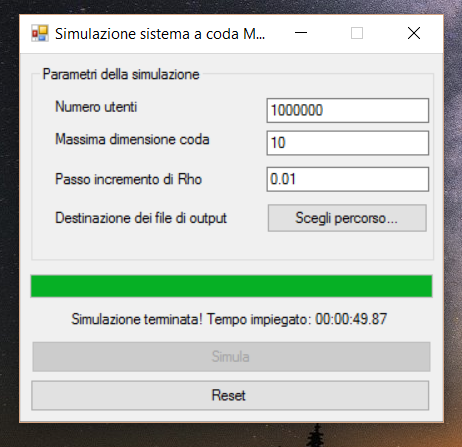 Simulazione sistema a coda M...
Parametri della simulazione
Numero utenti 1000000
Massima dimensione coda 10
Passo incremento di Rho 0.01
Destinazione dei file di output Scegli percorso...
Simulazione terminata! Tempo impiegato: 00:00:49.87
Simula
Reset